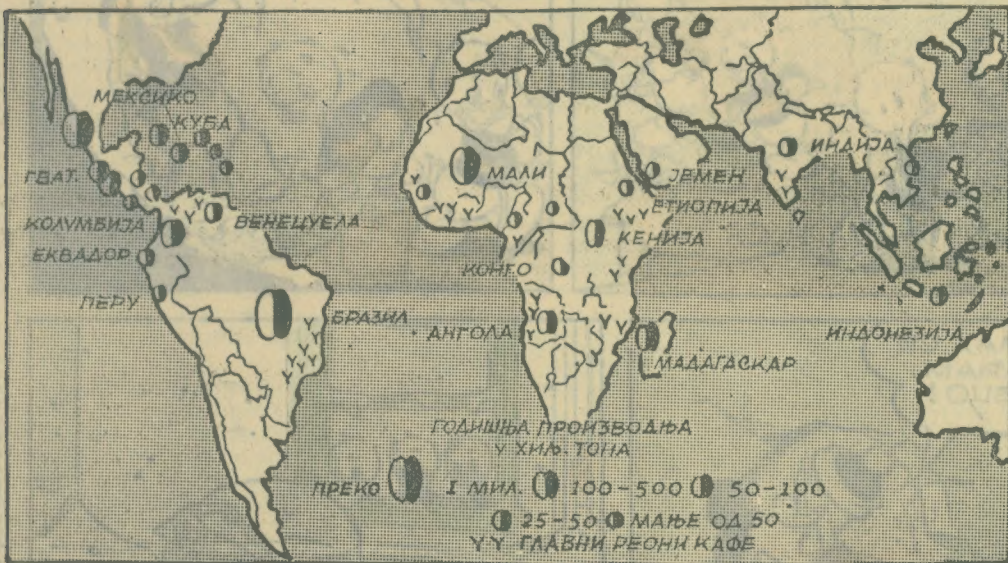 МЕКСИКО
КУБА
ГВАТ.
КОЛУМБИЈА
ВЕНЕЦУЕЛА
ЕКВАДОР
ПЕРУ
БРАЗИЛ
МАЛИ
ЈЕМЕН
ИНДИЈА
ЕТИОПИЈА
КЕНИЈА
КОНГО
АНГОЛА
МАДАГАСКАР
ИНДОНЕЗИЈА
ГОДИШЊА ПРОИЗВОДЊА
У ХИЉ. ТОНА
ПРЕКО I МИЛ. 100-500 50-100
25-50 МАЊЕ ОД 50
ГЛАВНИ РЕОНИ КАФЕ